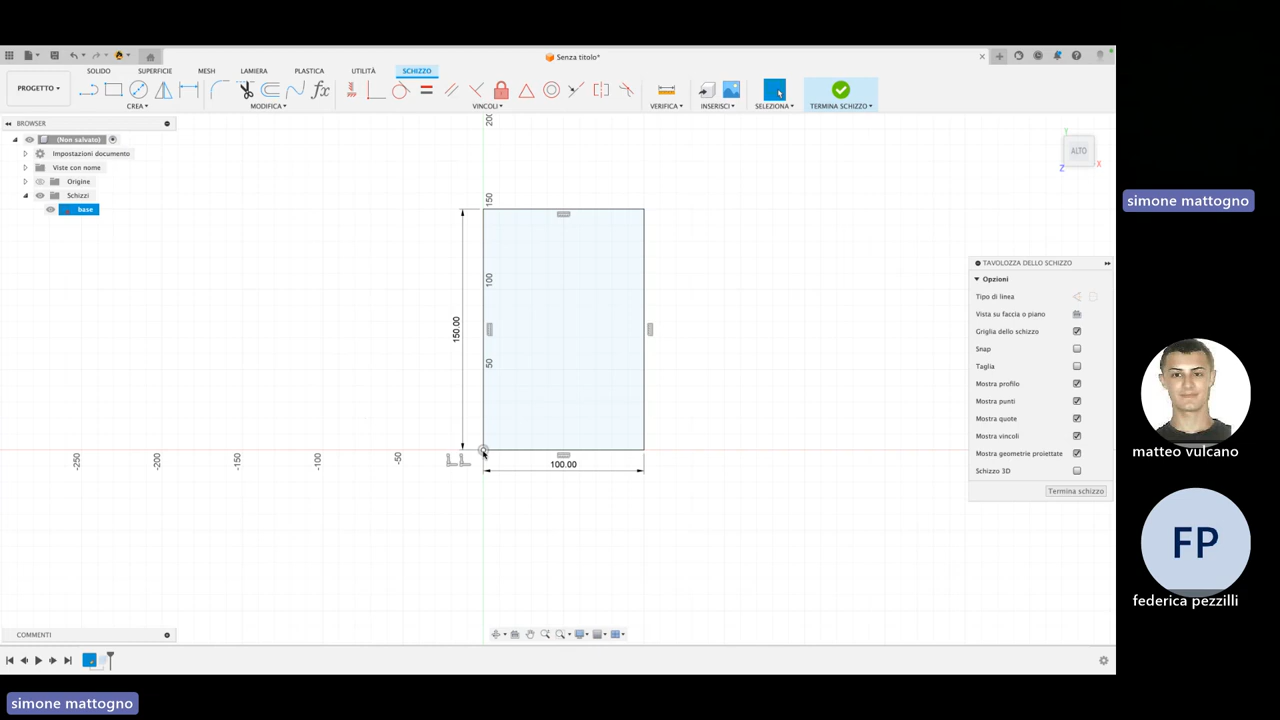 Senza titolo*
PROGETTO
SOLIDO
SUPERFICIE
MESH
LAMIERA
PLASTICA
UTILITÀ
SCHIZZO
CREA
MODIFICA
VINCOLI
VERIFICA
INSERISCI
SELEZIONA
TERMINA SCHIZZO
fx
BROWSER
(Non salvato)
Impostazioni documento
Viste con nome
Origine
Schizzi
base
200
150
100
50
150.00
100.00
-250
-200
-150
-100
-50
Y
ALTO
X
Z
TAVOLOZZA DELLO SCHIZZO
Opzioni
Tipo di linea
Vista su faccia o piano
Griglia dello schizzo
Snap
Taglia
Mostra profilo
Mostra punti
Mostra quote
Mostra vincoli
Mostra geometrie proiettate
Schizzo 3D
Termina schizzo
COMMENTI
simone mattogno
matteo vulcano
FP
federica pezzilli
simone mattogno